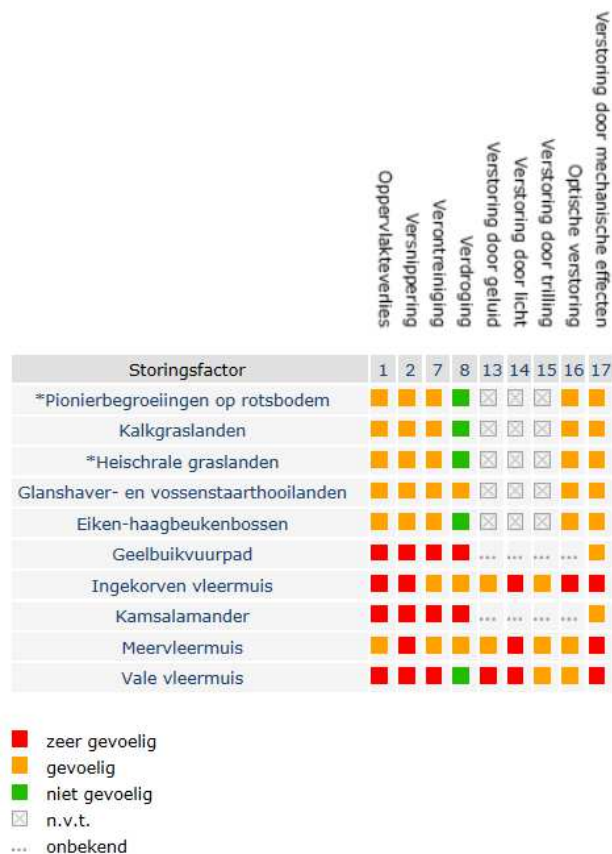 Oppervlakteverlies
Versnippering
Verontreiniging
Verdroging
Verstoring door geluid
Verstoring door licht
Verstoring door trilling
Optische verstoring
Verstoring door mechanische effecten
Storingsfactor 1 2 7 8 13 14 15 16 17
*Pionierbegroeiingen op rotsbodem
Kalkgraslanden
*Heischrale graslanden
Glanshaver- en vossenstaarthooilanden
Eiken-haagbeukenbossen
Geelbuikvuurpad ... ... ... ...
Ingekorven vleermuis
Kamsalamander ... ... ... ...
Meervleermuis
Vale vleermuis
zeer gevoelig
gevoelig
niet gevoelig
n.v.t.
... onbekend